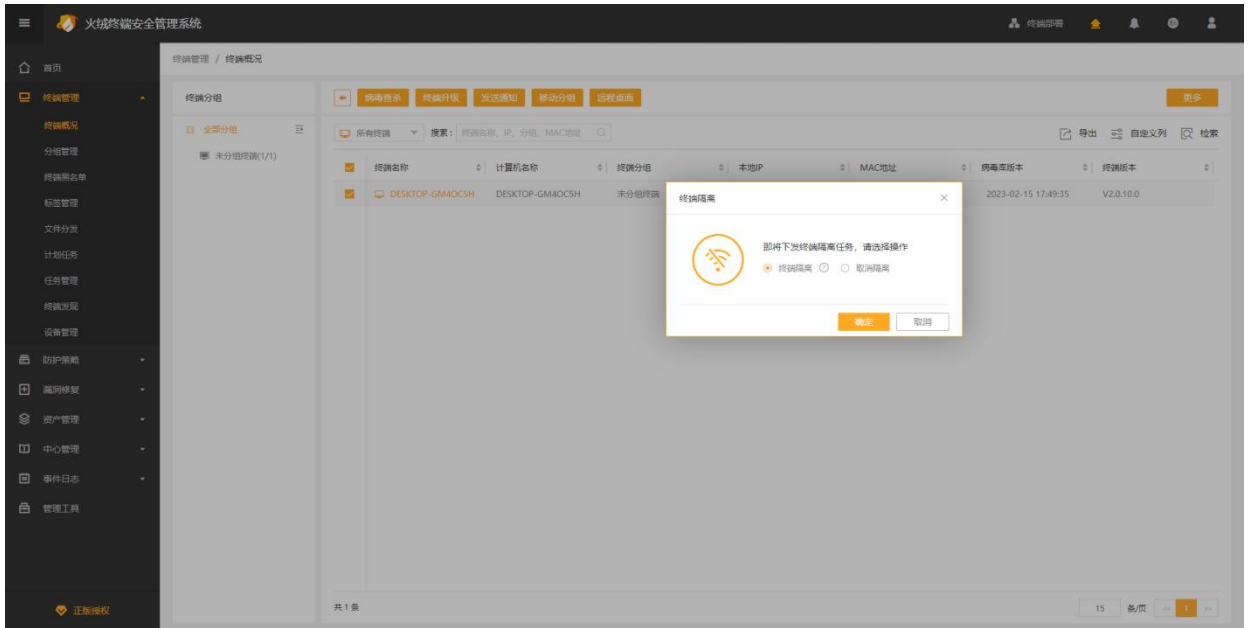 火绒终端安全管理系统
终端部署
首页
终端管理
终端概况
分组管理
终端黑名单
标签管理
文件分发
计划任务
任务管理
终端发现
设备管理
防护策略
漏洞修复
资产管理
中心管理
事件日志
管理工具
正版授权
终端管理 / 终端概况
终端分组
全部分组
未分组终端(1/1)
病毒查杀 终端升级 发送通知 移动分组 远程桌面 更多
所有终端 搜索: 终端名称、IP、分组、MAC地址 导出 自定义列 检索
终端名称 计算机名称 终端分组 本地IP MAC地址 病毒库版本 终端版本
DESKTOP-GM4OC5H DESKTOP-GM4OC5H 未分组终端 2023-02-15 17:49:35 V2.0.10.0
终端隔离
即将下发终端隔离任务，请选择操作
终端隔离 取消隔离
确定 取消
共 1 条 15 条/页 1